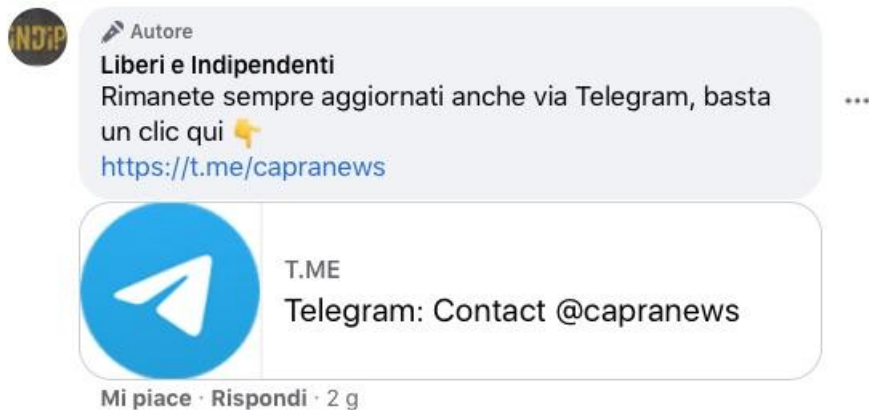 INDIP
Autore
Liberi e Indipendenti
Rimanete sempre aggiornati anche via Telegram, basta
un clic qui 👇
https://t.me/capranews
T.ME
Telegram: Contact @capranews
Mi piace · Rispondi · 2 g